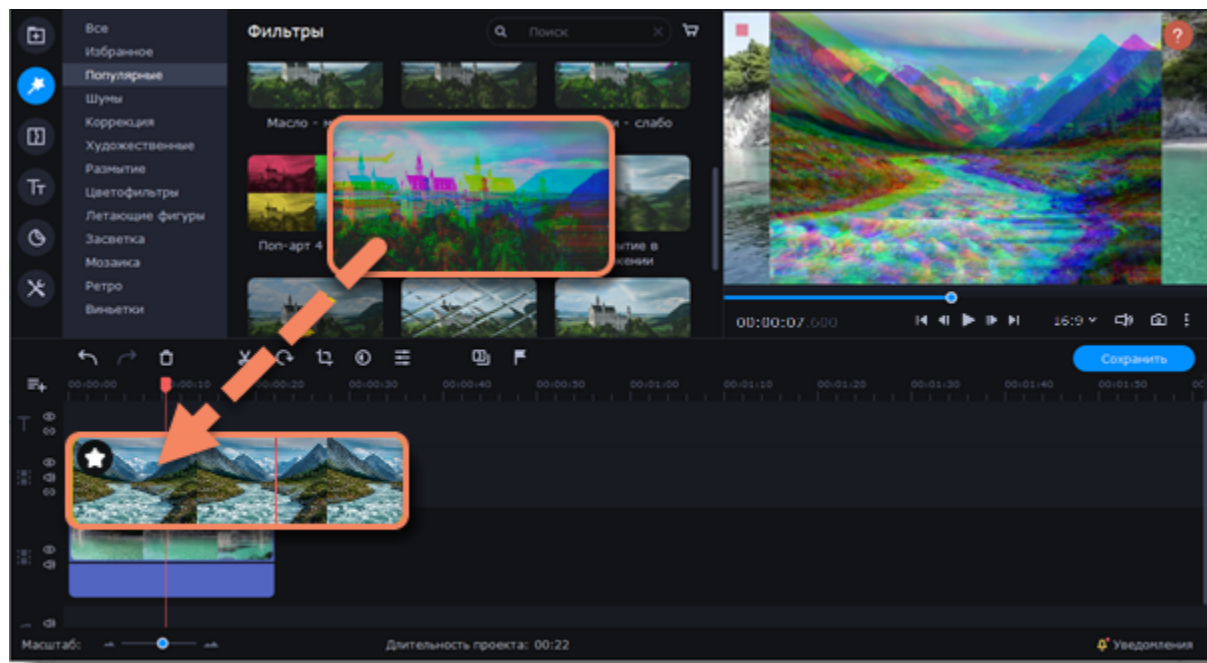 Все
Избранное
Популярные
Шумы
Коррекция
Художественные
Размытие
Цветофильтры
Летающие фигуры
Засветка
Мозаика
Ретро
Виньетки
Фильтры
Поиск
Масло -
- слабо
Поп-арт 4
?
00:00:07.600
16:9
Сохранить
00:00:00 00:00:10 00:00:20 00:00:30 00:00:40 00:00:50 00:01:00 00:01:10 00:01:20 00:01:30 00:01:40 00:01:50
Масштаб:
Длительность проекта: 00:22
Уведомления